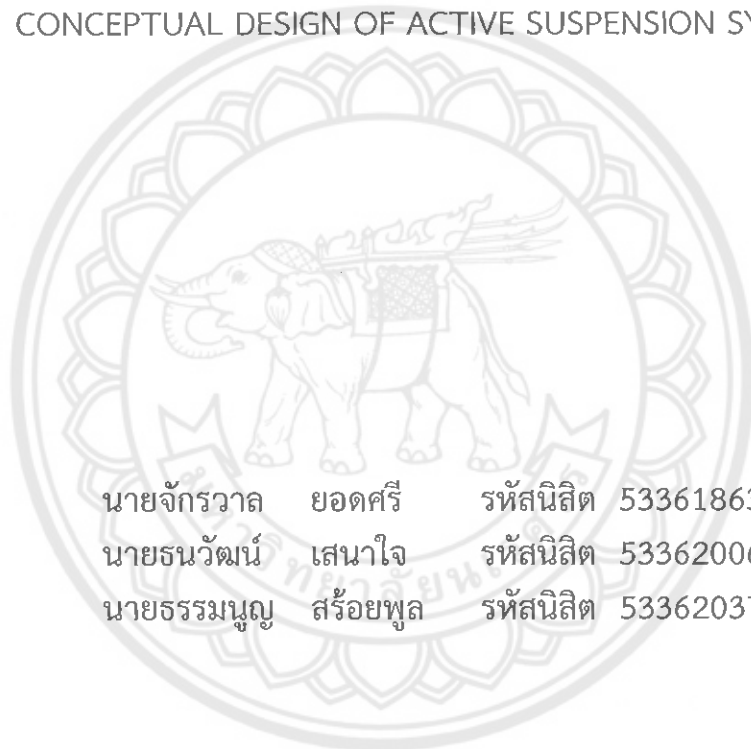 CONCEPTUAL DESIGN OF ACTIVE SUSPENSION
นายจักรวาล ยอดศรี รหัสนิสิต 5336186
นายธนวัฒน์ เสนาใจ รหัสนิสิต 5336200
นายธรรมนูญ สร้อยพูล รหัสนิสิต 5336203